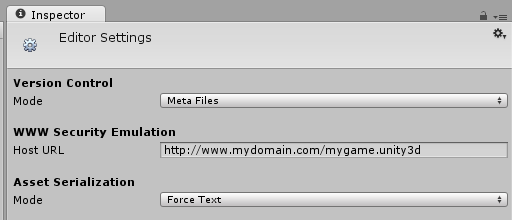 Inspector
Editor Settings
Version Control
Mode Meta Files
WWW Security Emulation
Host URL http://www.mydomain.com/mygame.unity3d
Asset Serialization
Mode Force Text